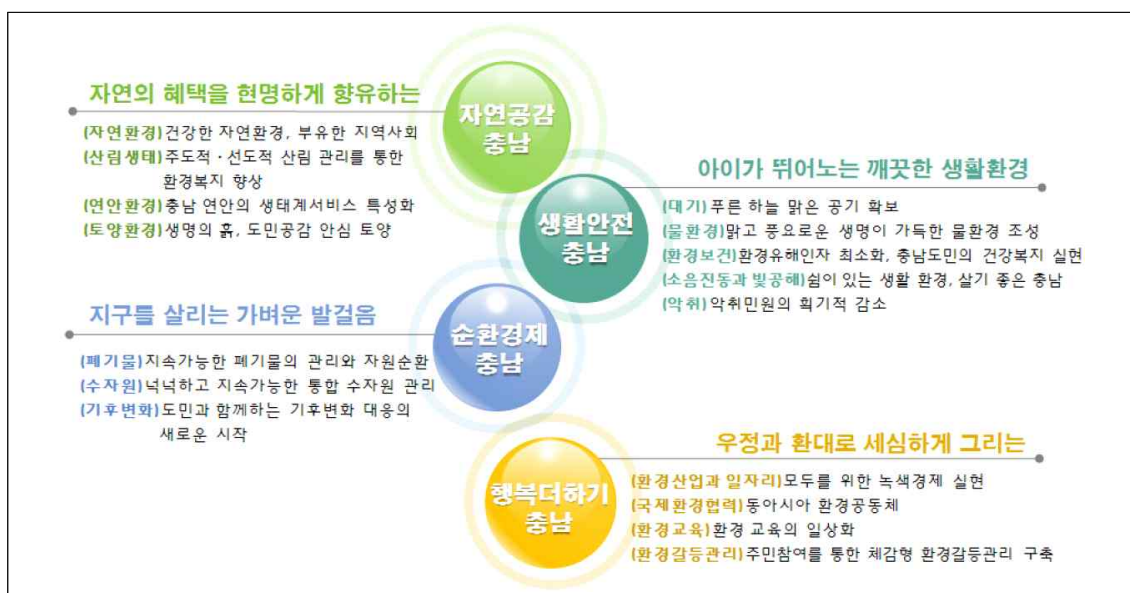 자연의 혜택을 현명하게 향유하는
자연공감
충남
(자연환경)건강한 자연환경, 부유한 지역사회
(산림생태)주도적·선도적 산림 관리를 통한
환경복지 향상
(연안환경)충남 연안의 생태계서비스 특성화
(토양환경)생명의 흙, 도민공감 안심 토양
아이가 뛰어노는 깨끗한 생활환경
생활안전
충남
(대기)푸른 하늘 맑은 공기 확보
(물환경)맑고 풍요로운 생명이 가득한 물환경 조성
(환경보건)환경유해인자 최소화, 충남도민의 건강복지 실현
(소음진동과 빛공해)쉼이 있는 생활 환경, 살기 좋은 충남
(악취)악취민원의 획기적 감소
지구를 살리는 가벼운 발걸음
순환경제
충남
(폐기물)지속가능한 폐기물의 관리와 자원순환
(수자원)넉넉하고 지속가능한 통합 수자원 관리
(기후변화)도민과 함께하는 기후변화 대응의
새로운 시작
우정과 환대로 세심하게 그리는
행복더하기
충남
(환경산업과 일자리)모두를 위한 녹색경제 실현
(국제환경협력)동아시아 환경공동체
(환경교육)환경 교육의 일상화
(환경갈등관리)주민참여를 통한 체감형 환경갈등관리 구축